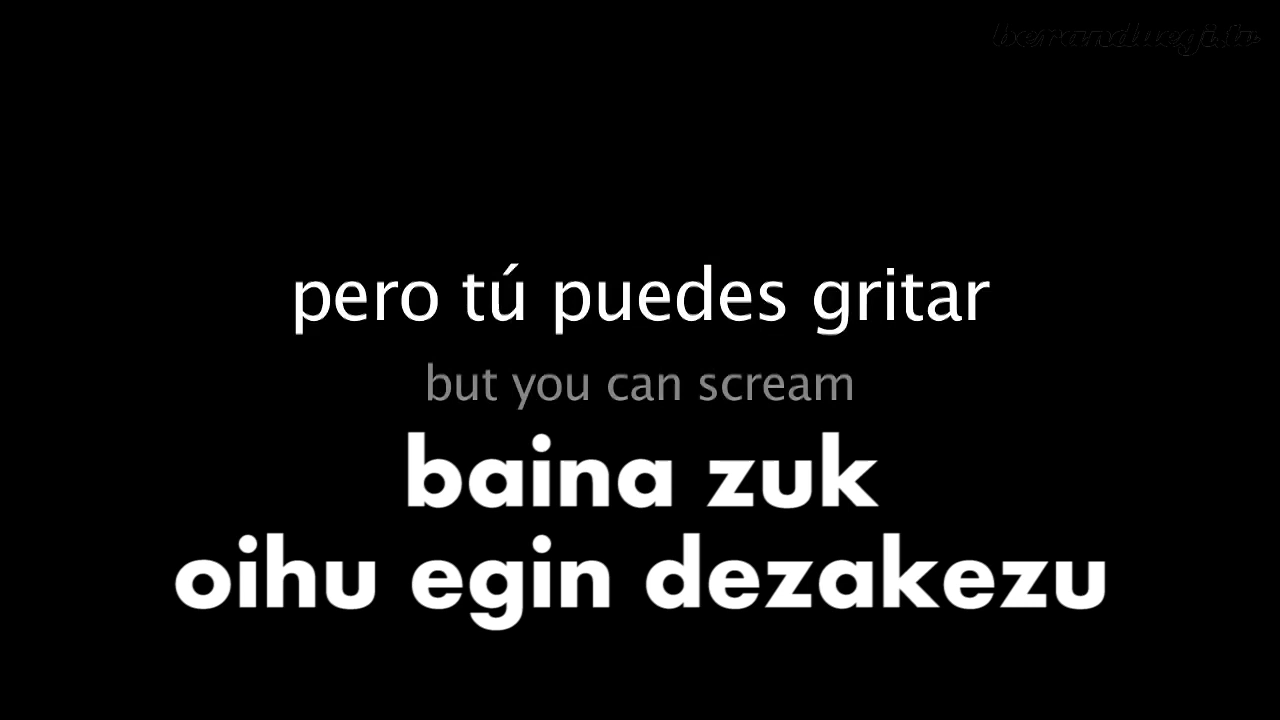 pero tú puedes gritar
but you can scream
baina zuk
oihu egin dezakezu